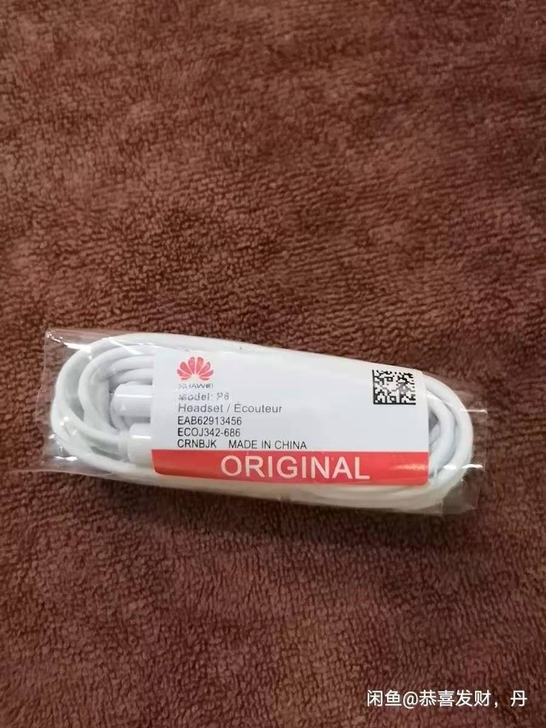 HUAWEI
Model: P8
Headset / Écouteur
EAB62913456
ECOJ342-686
CRNBJK MADE IN CHINA
ORIGINAL
闲鱼@恭喜发财，丹